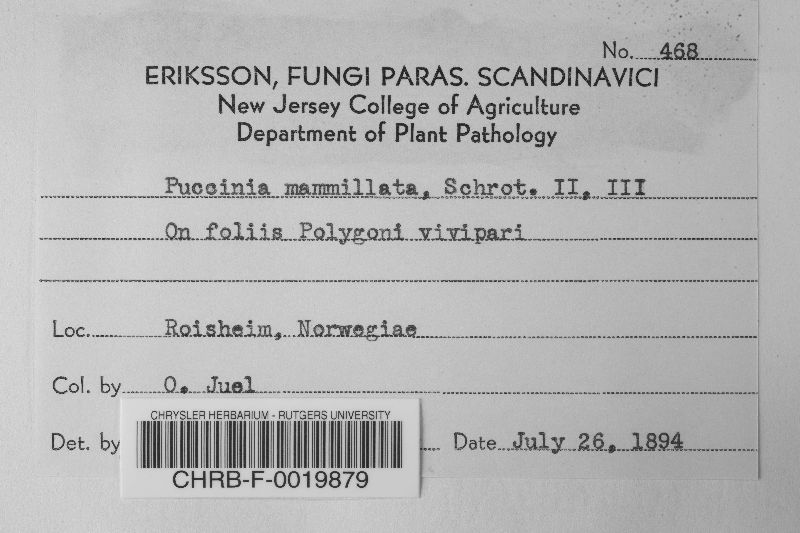 No. 468
ERIKSSON, FUNGI PARAS. SCANDINAVICI
New Jersey College of Agriculture
Department of Plant Pathology
Puccinia mammillata, Schrot. II, III
On foliis Polygoni vivipari
Loc. Roisheim, Norwegiae
Col. by O. Juel
Det. by Date July 26, 1894
CHRYSLER HERBARIUM - RUTGERS UNIVERSITY
CHRB-F-0019879